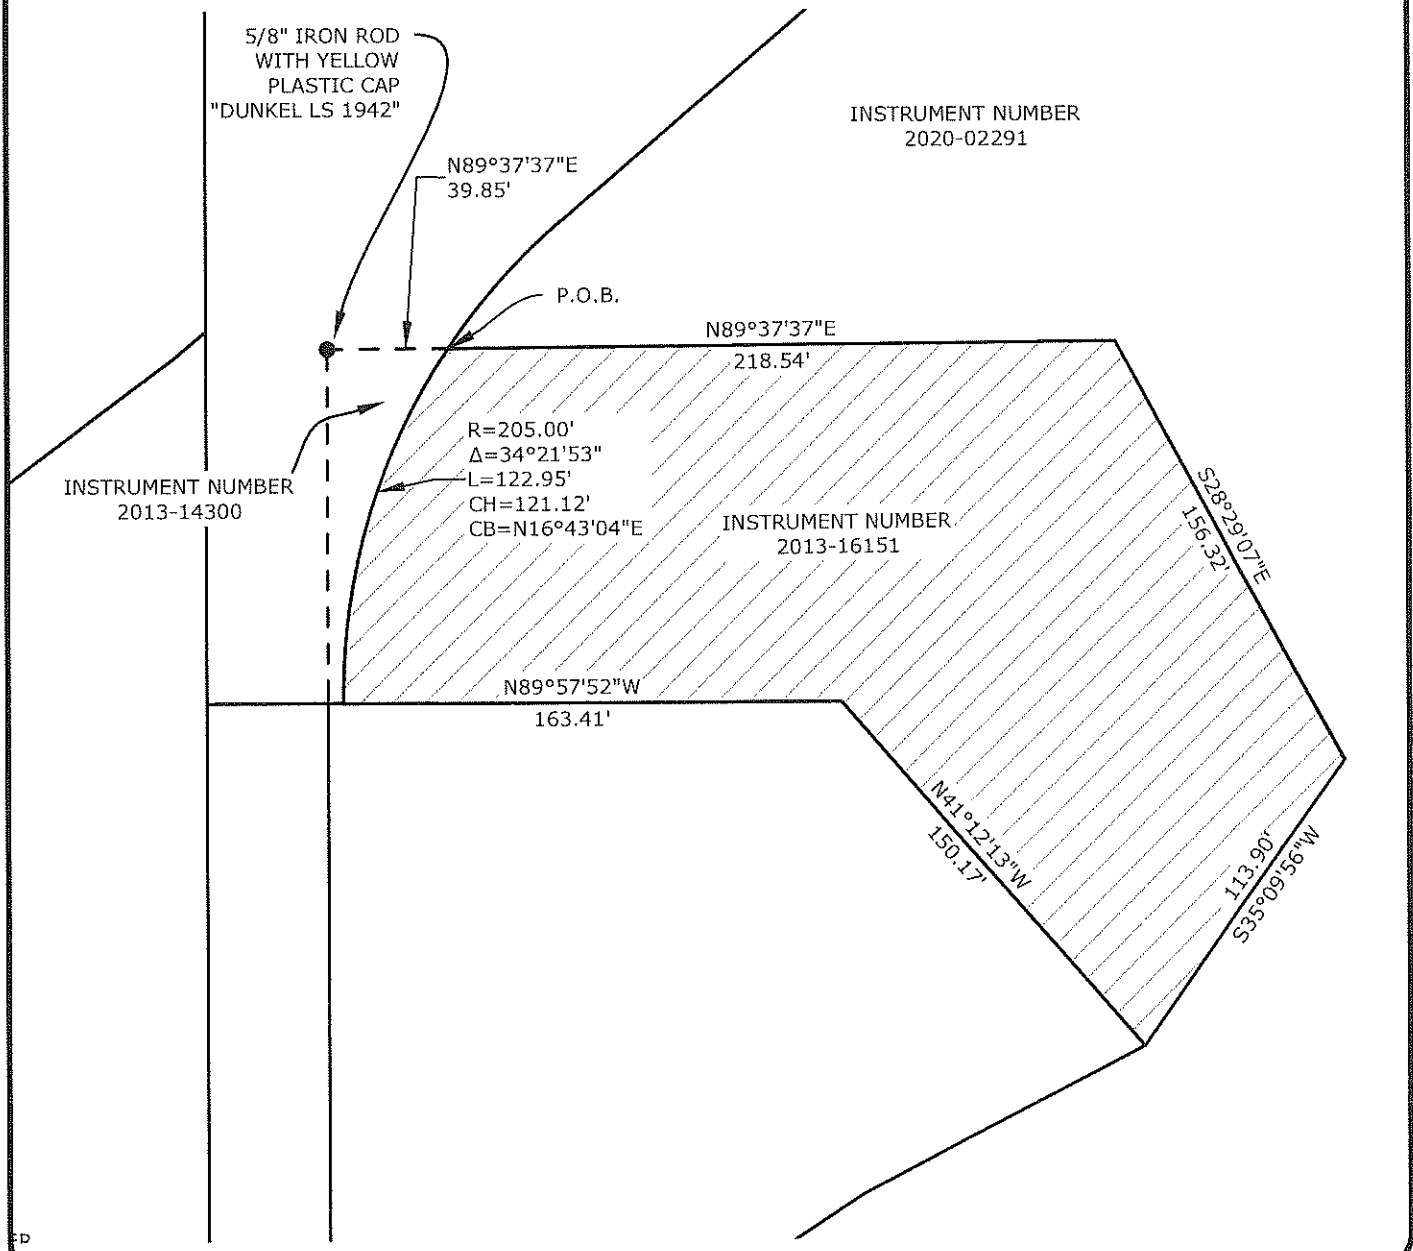 5/8" IRON ROD
WITH YELLOW
PLASTIC CAP
"DUNKEL LS 1942"
INSTRUMENT NUMBER
2020-02291
N89°37'37"E
39.85'
P.O.B.
N89°37'37"E
218.54'
R=205.00'
Δ=34°21'53"
L=122.95'
CH=121.12'
CB=N16°43'04"E
INSTRUMENT NUMBER
2013-14300
INSTRUMENT NUMBER
2013-16151
S28°29'07"E
156.32'
N89°57'52"W
163.41'
N41°12'13"W
150.17'
113.90'
S35°09'56"W